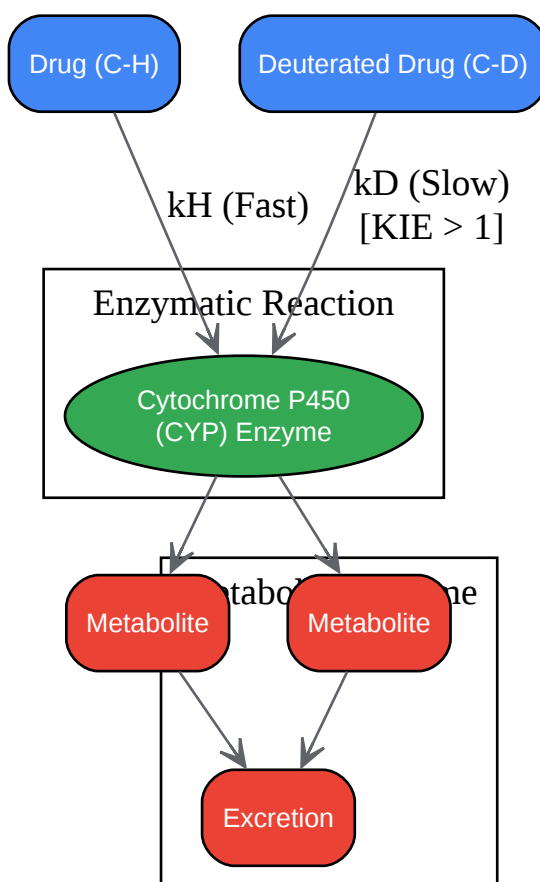 Drug (C-H)
Deuterated Drug (C-D)
kH (Fast)
kD (Slow)
[KIE > 1]
Enzymatic Reaction
Cytochrome P450
(CYP) Enzyme
Metabolite
Metabolite
Excretion